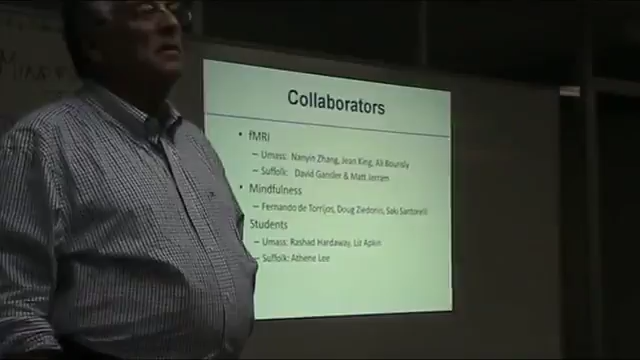 Collaborators
• fMRI
– Umass: Nanyin Zhang, Jean King, Ali Bourisly
– Suffolk: David Gansler & Matt Jerram
• Mindfulness
– Fernando de Torrijos, Doug Ziedonis, Saki Santorelli
Students
– Umass: Rashad Hardaway, Liz Apkin
– Suffolk: Athene Lee